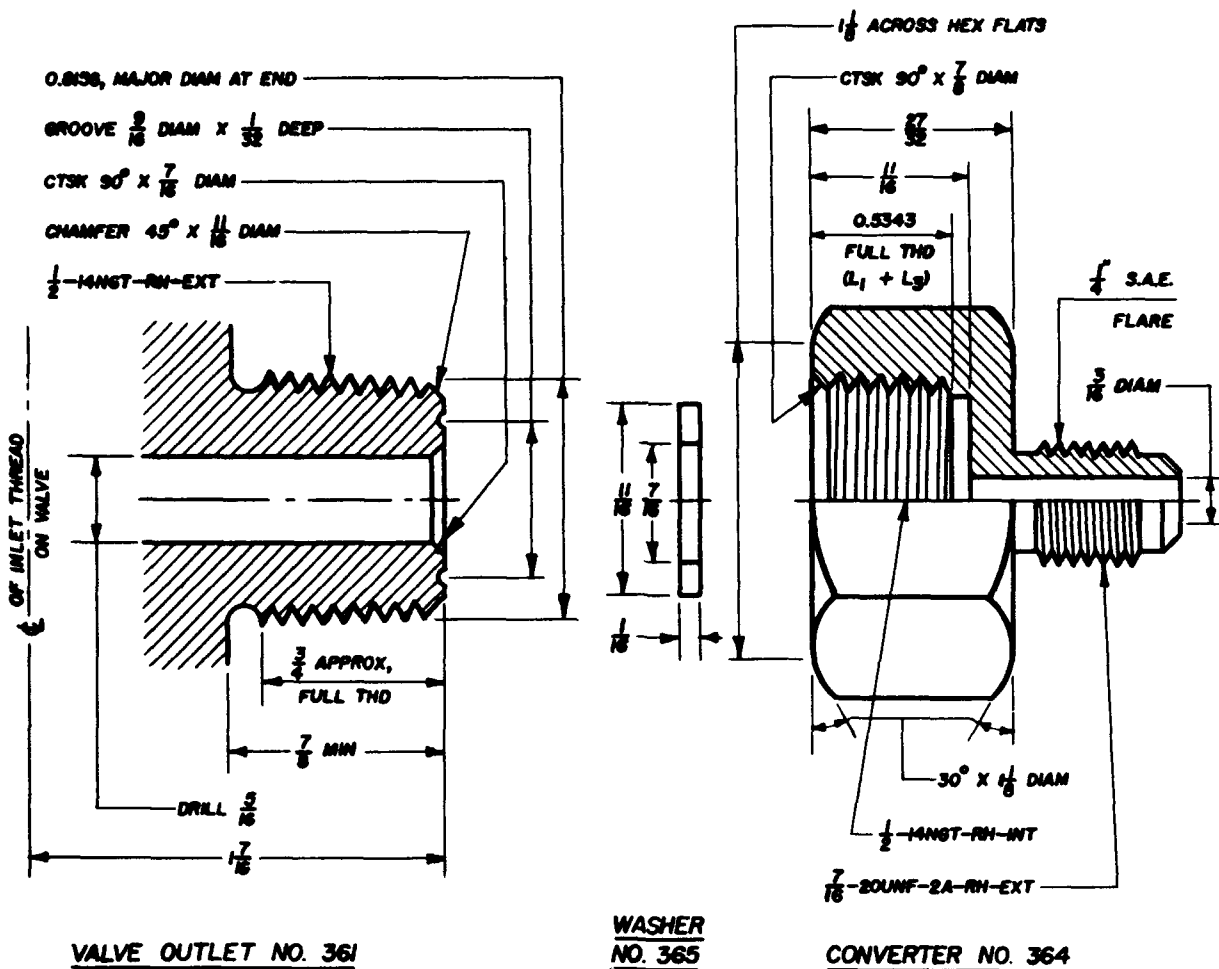 0.8138, MAJOR DIAM AT END
GROOVE 9/16 DIAM X 1/32 DEEP
CTSK 90° X 7/16 DIAM
CHAMFER 45° X 11/16 DIAM
1/2-14NGT-RH-EXT
℄ OF INLET THREAD
ON VALVE
3/4 APPROX,
FULL THD
7/8 MIN
DRILL 5/16
1 7/16
VALVE OUTLET NO. 361
11/16
7/16
1/16
WASHER
NO. 365
1 1/8 ACROSS HEX FLATS
CTSK 90° X 7/8 DIAM
27/32
11/16
0.5343
FULL THD
(L1 + L3)
1/4" S.A.E.
FLARE
3/16 DIAM
30° X 1 1/8 DIAM
1/2-14NGT-RH-INT
7/16-20UNF-2A-RH-EXT
CONVERTER NO. 364